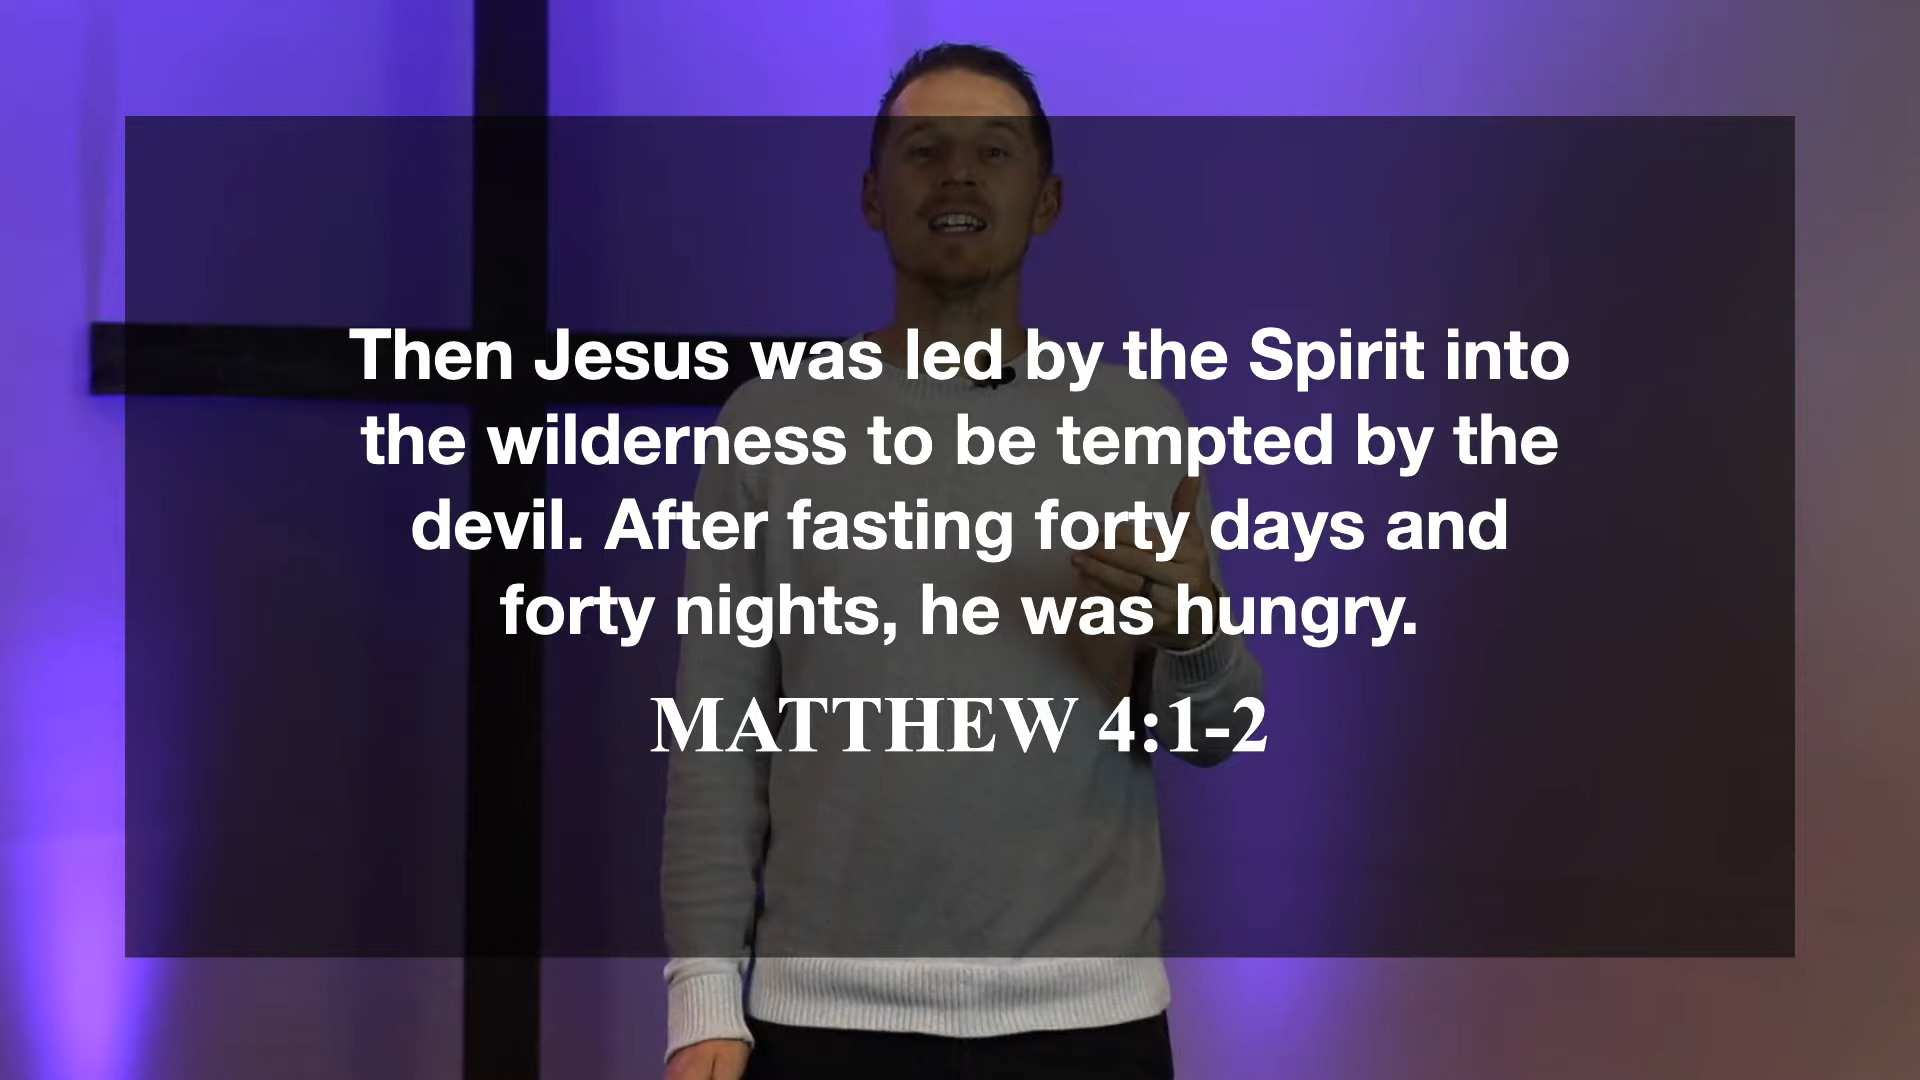 Then Jesus was led by the Spirit into
the wilderness to be tempted by the
devil. After fasting forty days and
forty nights, he was hungry.
MATTHEW 4:1-2